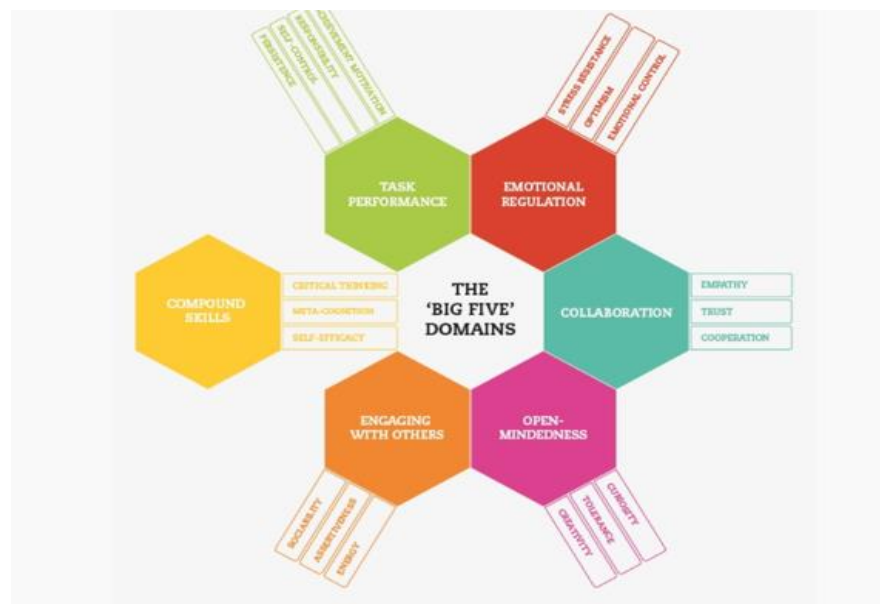 ACHIEVEMENT MOTIVATION
RESPONSIBILITY
SELF-CONTROL
PERSISTENCE
STRESS RESISTANCE
OPTIMISM
EMOTIONAL CONTROL
TASK
PERFORMANCE
EMOTIONAL
REGULATION
COMPOUND
SKILLS
CRITICAL THINKING
META-COGNITION
SELF-EFFICACY
THE
‘BIG FIVE’
DOMAINS
COLLABORATION
EMPATHY
TRUST
COOPERATION
ENGAGING
WITH OTHERS
OPEN-
MINDEDNESS
SOCIABILITY
ASSERTIVENESS
ENERGY
CURIOSITY
TOLERANCE
CREATIVITY